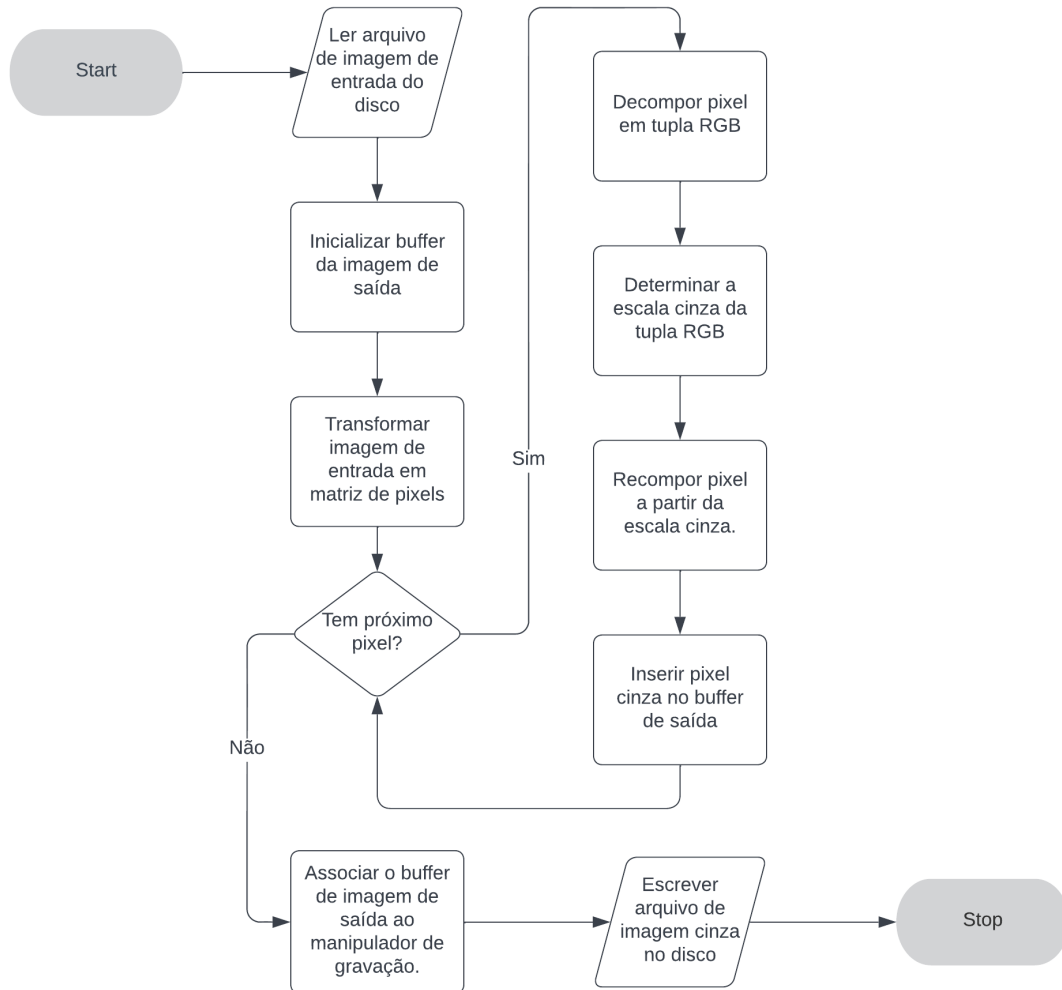 Start
Ler arquivo
de imagem de
entrada do
disco
Inicializar buffer
da imagem de
saída
Transformar
imagem de
entrada em
matriz de pixels
Tem próximo
pixel?
Sim
Decompor pixel
em tupla RGB
Determinar a
escala cinza da
tupla RGB
Recompor pixel
a partir da
escala cinza.
Inserir pixel
cinza no buffer
de saída
Não
Associar o buffer
de imagem de
saída ao
manipulador de
gravação.
Escrever
arquivo de
imagem cinza
no disco
Stop